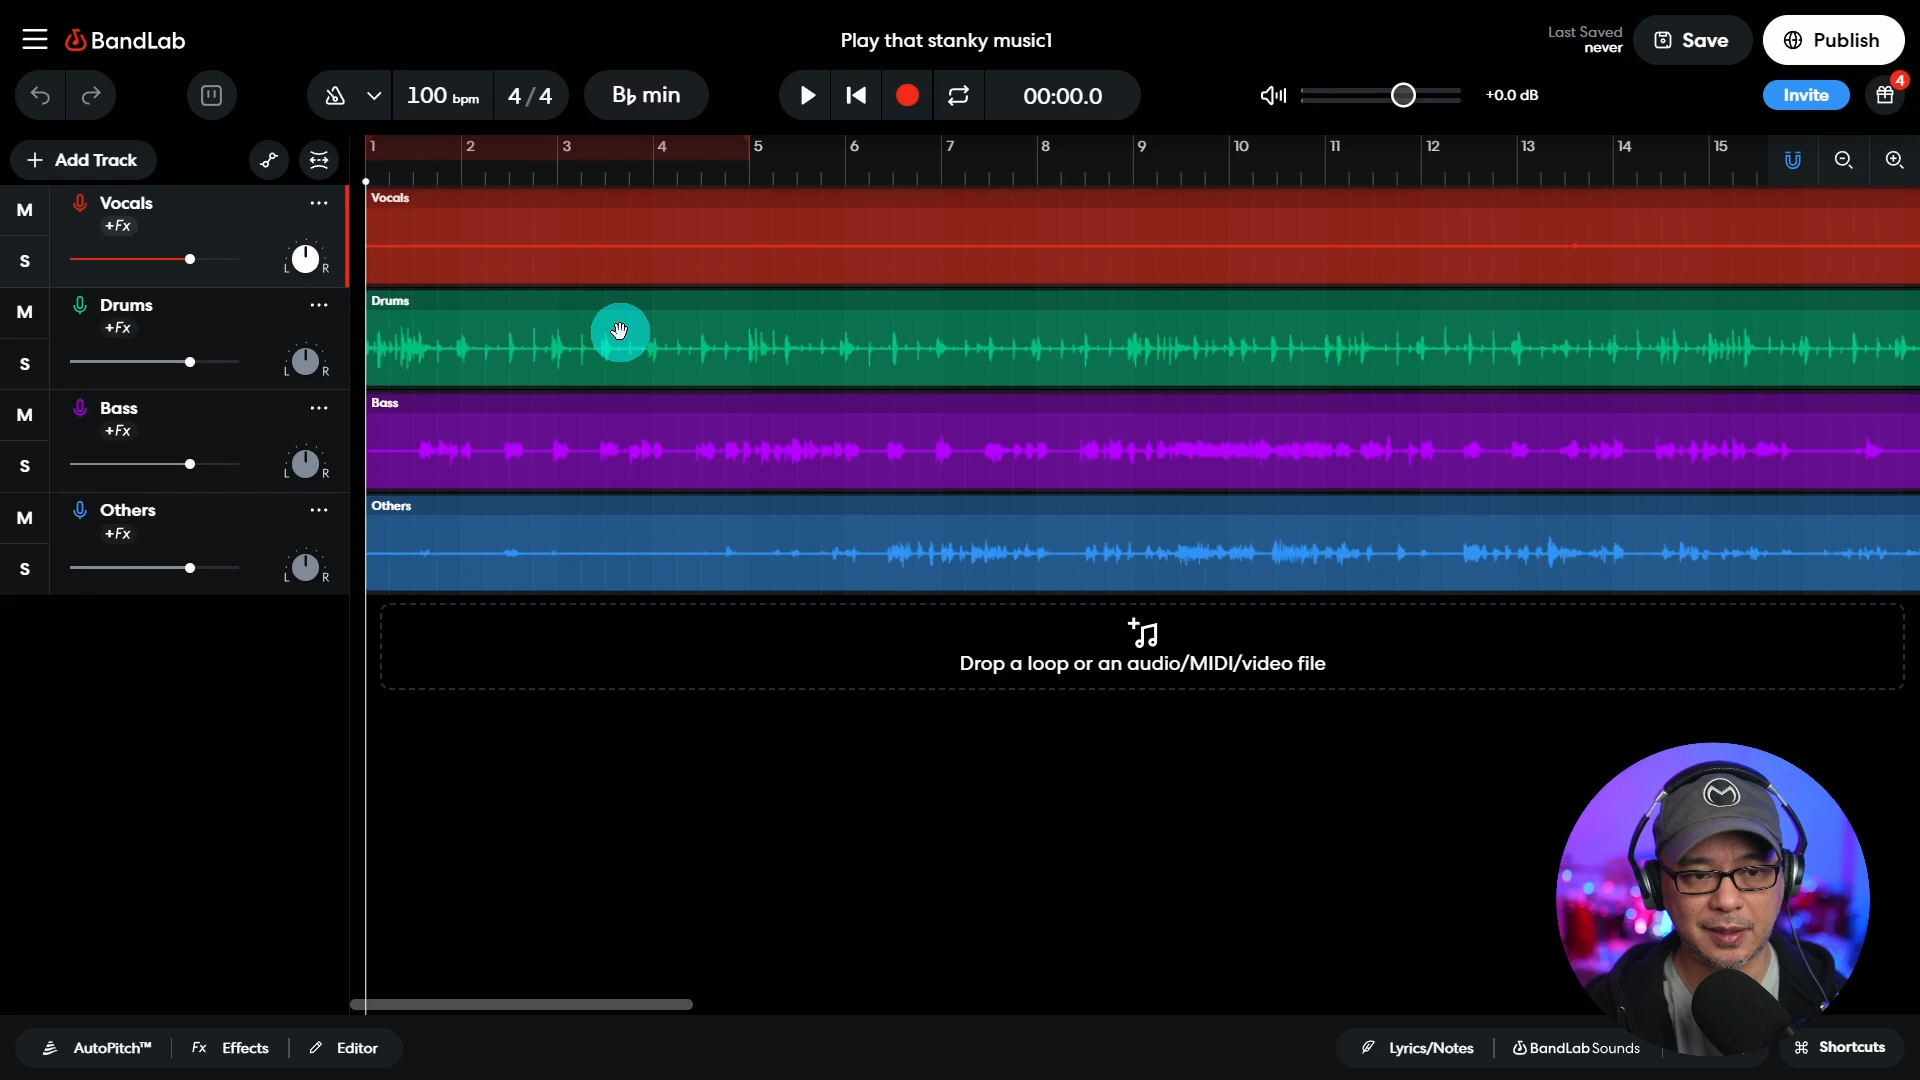 BandLab
Play that stanky music1
Last Saved
never
Save
Publish
100 bpm
4 / 4
B♭ min
00:00.0
+0.0 dB
Invite
4
Add Track
1 2 3 4 5 6 7 8 9 10 11 12 13 14 15
M
Vocals
+Fx
S
L R
Vocals
M
Drums
+Fx
S
L R
Drums
M
Bass
+Fx
S
L R
Bass
M
Others
+Fx
S
L R
Others
Drop a loop or an audio/MIDI/video file
AutoPitch™
Fx Effects
Editor
Lyrics/Notes
BandLab Sounds
Shortcuts